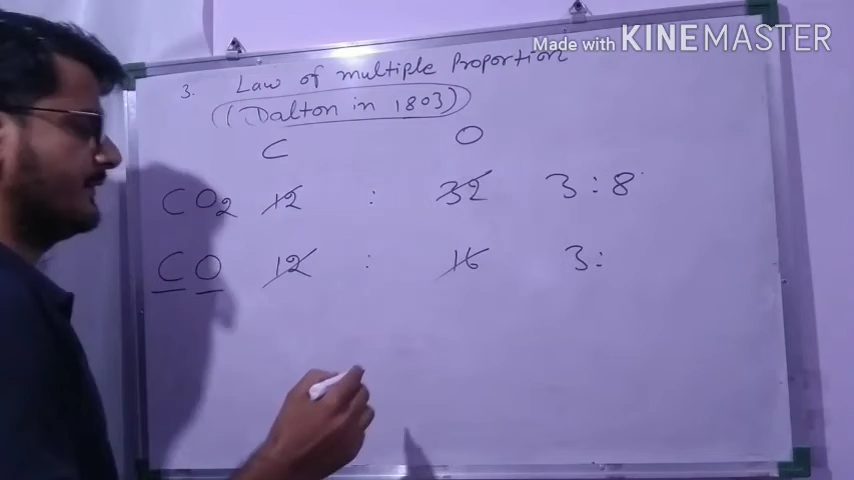 Made with KINEMASTER
3. Law of multiple Proportion
(Dalton in 1803)
C O
CO2 12 : 32 3 : 8
CO 12 : 16 3 :